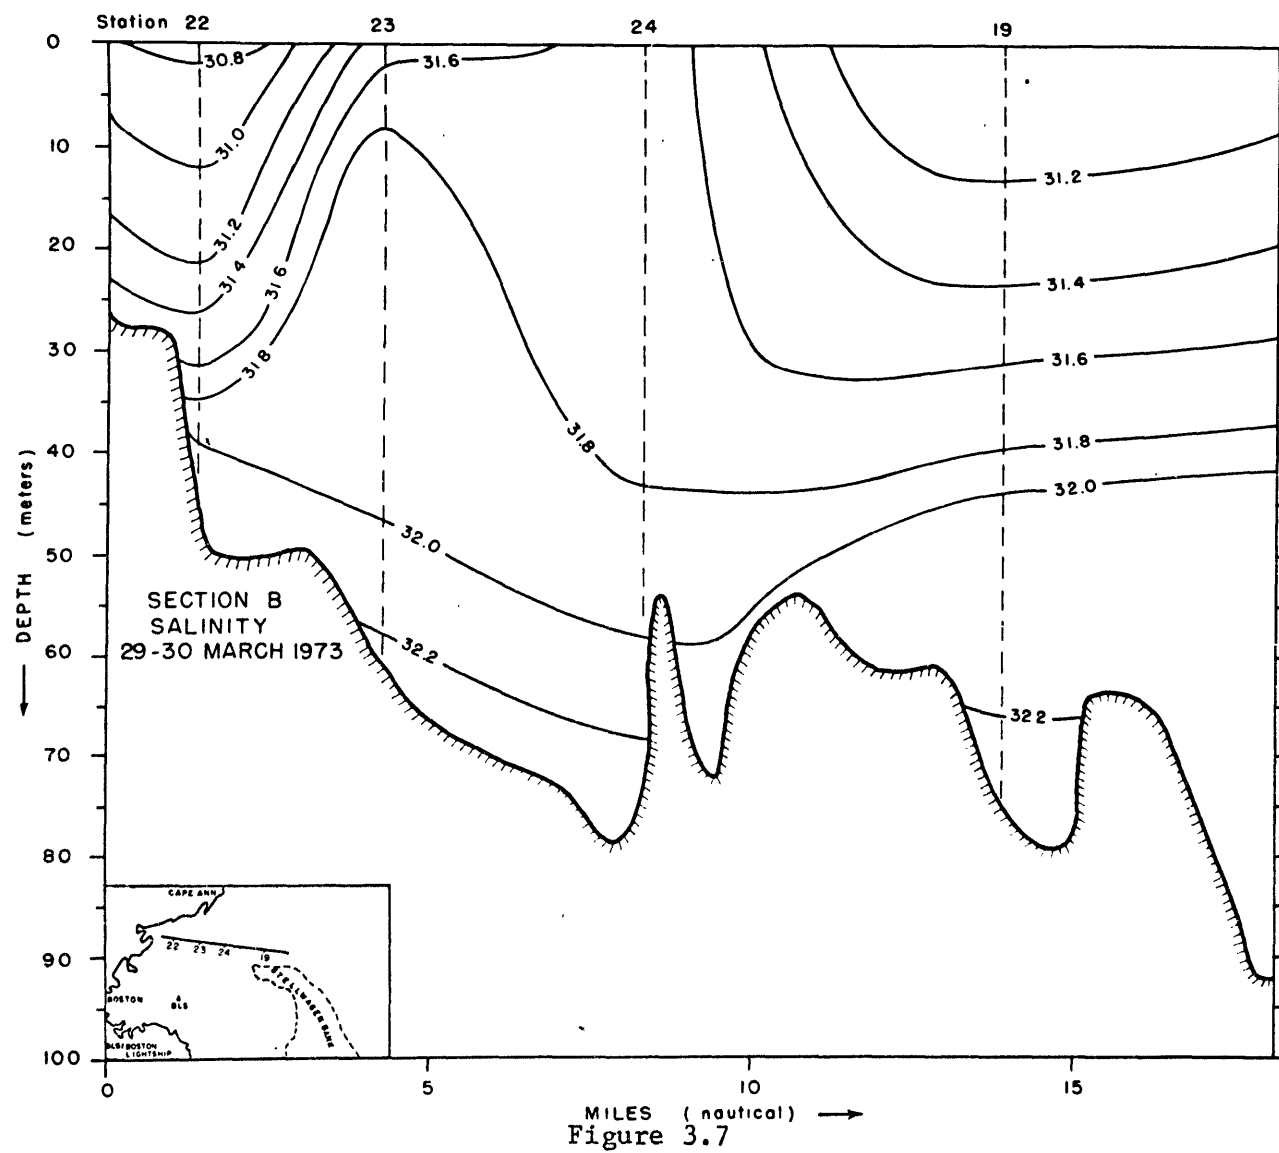 Station 22 23 24 19
0
30.8
31.6
10
31.0
31.2
20
31.2
31.4
31.6
31.4
30
31.8
31.6
40
31.8
31.8
32.0
50
32.0
60
32.2
32.2
70
80
90
100
DEPTH (meters)
SECTION B
SALINITY
29-30 MARCH 1973
CAPE ANN
22 23 24 19
STELLWAGEN BANK
BOSTON
BLS
BLS: BOSTON
LIGHTSHIP
0 5 10 15
MILES (nautical)
Figure 3.7